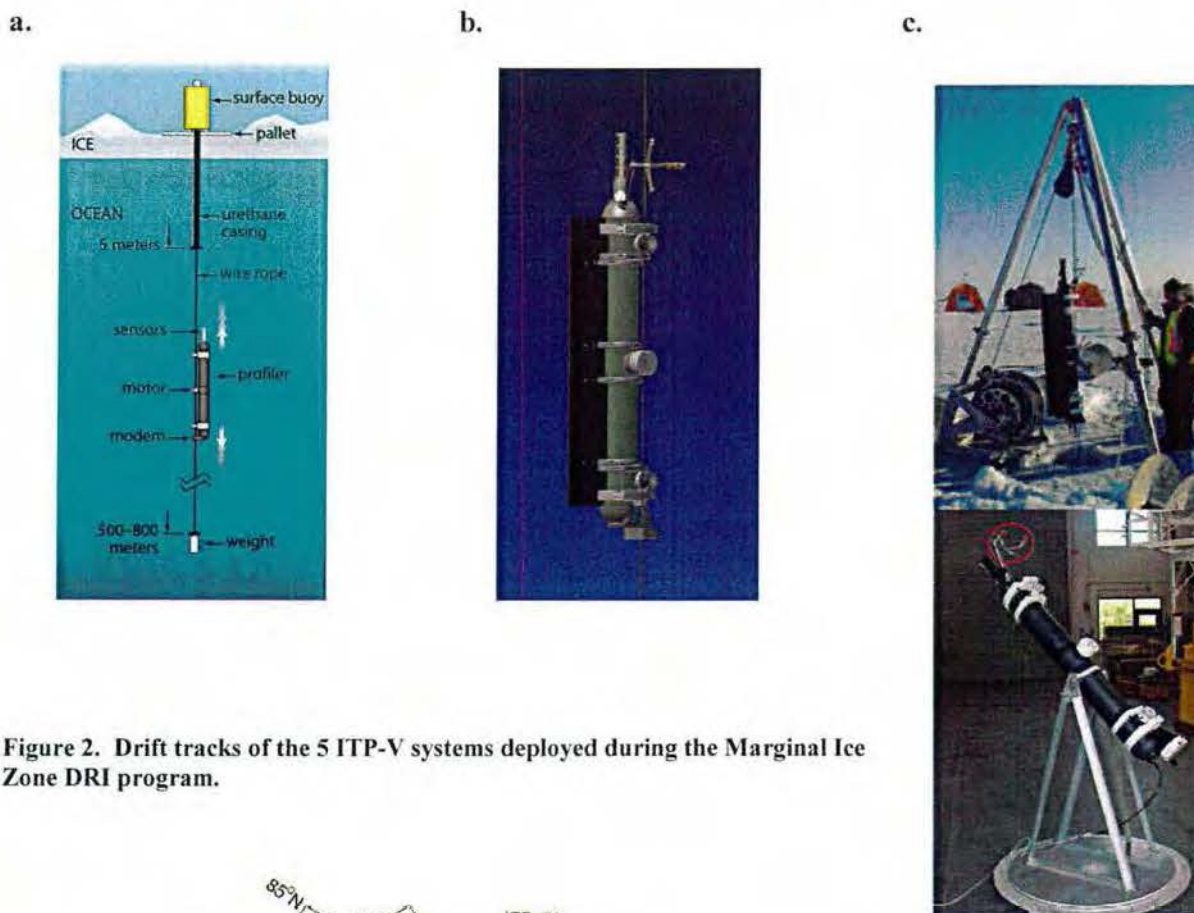 a.
b.
c.
surface buoy
pallet
ICE
OCEAN
urethane
casing
5 meters
wire rope
sensors
profiler
motor
modem
500-800
meters
weight
Figure 2. Drift tracks of the 5 ITP-V systems deployed during the Marginal Ice
Zone DRI program.
85°N